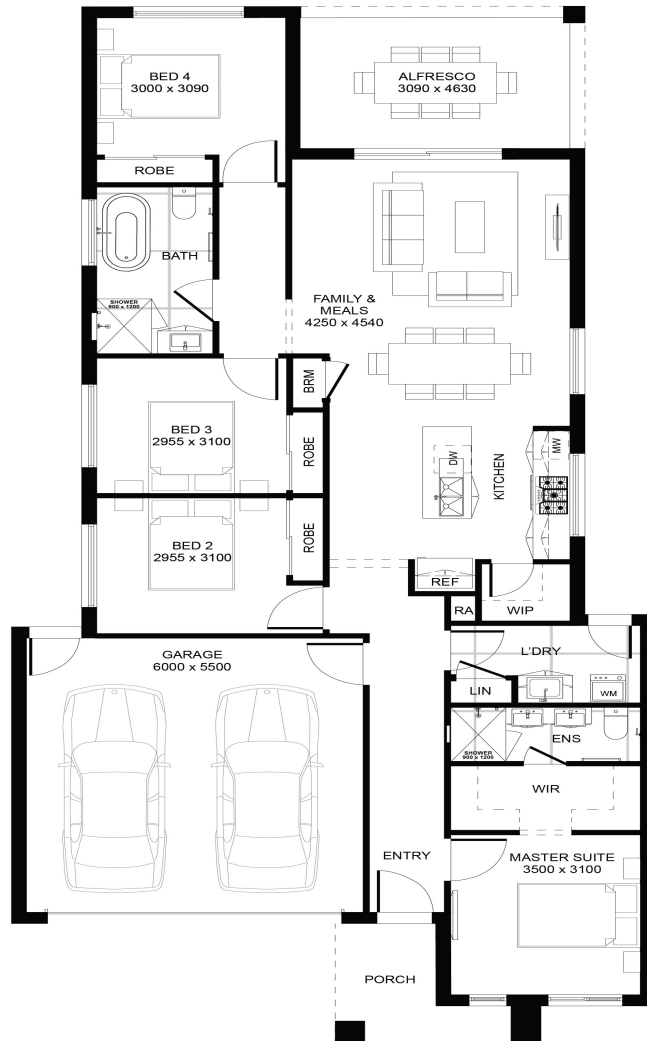 BED 4
3000 x 3090
ALFRESCO
3090 x 4630
ROBE
BATH
SHOWER
900 x 1200
FAMILY &
MEALS
4250 x 4540
BRM
BED 3
2955 x 3100
ROBE
DW
KITCHEN
MW
BED 2
2955 x 3100
ROBE
REF
RA
WIP
GARAGE
6000 x 5500
L'DRY
LIN
WM
ENS
SHOWER
900 x 1200
WIR
ENTRY
MASTER SUITE
3500 x 3100
PORCH